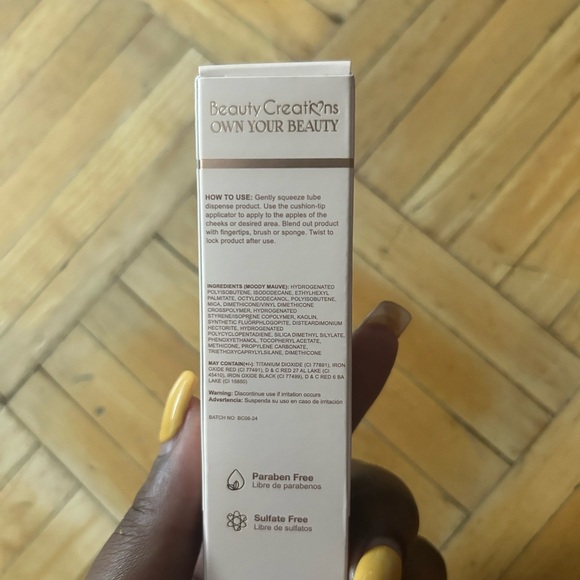 Beauty Creations
OWN YOUR BEAUTY
HOW TO USE: Gently squeeze tube
dispense product. Use the cushion-tip
applicator to apply to the apples of the
cheeks or desired area. Blend out product
with fingertips, brush or sponge. Twist to
lock product after use.
INGREDIENTS (MOODY MAUVE): HYDROGENATED
POLYISOBUTENE, ISODODECANE, EZHYLHEXYL
PALMITATE, OCTYLDODECANOL, POLYISOBUTENE,
MICA, DIMETHICONE/VINYL DIMETHICONE
CROSSPOLYMER, HYDROGENATED
STYRENE/ISOPRENE COPOLYMER, KAOLIN,
SYNTHETIC FLUORPHLOGORITE, DISTEARDIMONIUM
HECTORITE, HYDROGENATED
POLYCYCLOPENTADIENE, SILICA DIMETHYL SILYLATE,
PHENOXYETHANOL, TOCOPHERYL ACETATE,
METHICONE, PROPYLENE CARBONATE,
TRIETHOXYCAPRYLYLSILANE, DIMETHICONE
MAY CONTAIN(+/-): TITANIUM DIOXIDE (CI 77891), IRON
OXIDE RED (CI 77491), D & C RED 27 AL LAKE (CI
45410), IRON OXIDE BLACK (CI 77499), D & C RED 6 BA
LAKE (CI 15850)
Warning: Discontinue use if irritation occurs
Advertencia: Suspenda su uso en caso de irritación
BATCH NO: BC06-24
Paraben Free
Libre de parabenos
Sulfate Free
Libre de sulfatos